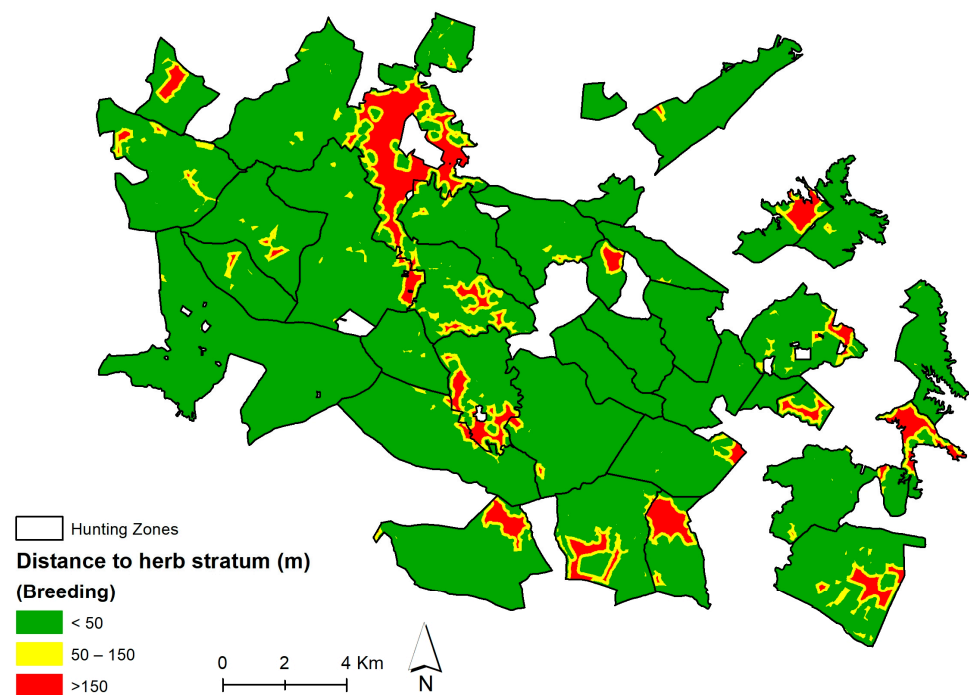 Hunting Zones
Distance to herb stratum (m)
(Breeding)
< 50
50 – 150
>150
0 2 4 Km
N